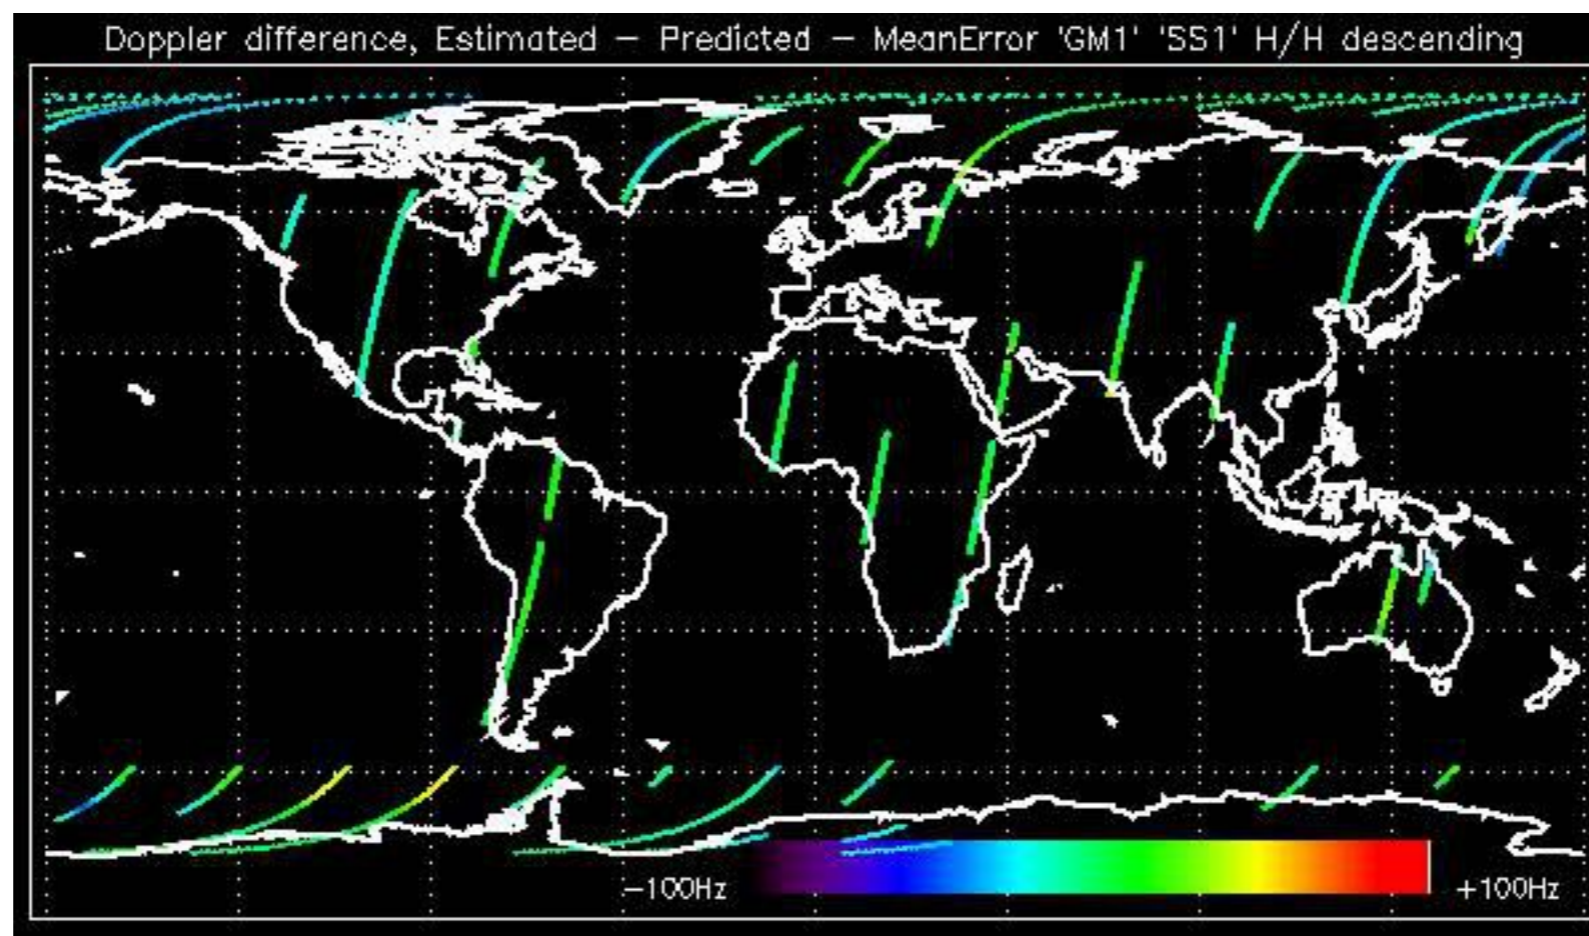 Doppler difference, Estimated – Predicted – MeanError 'GM1' 'SS1' H/H descending
–100Hz
+100Hz